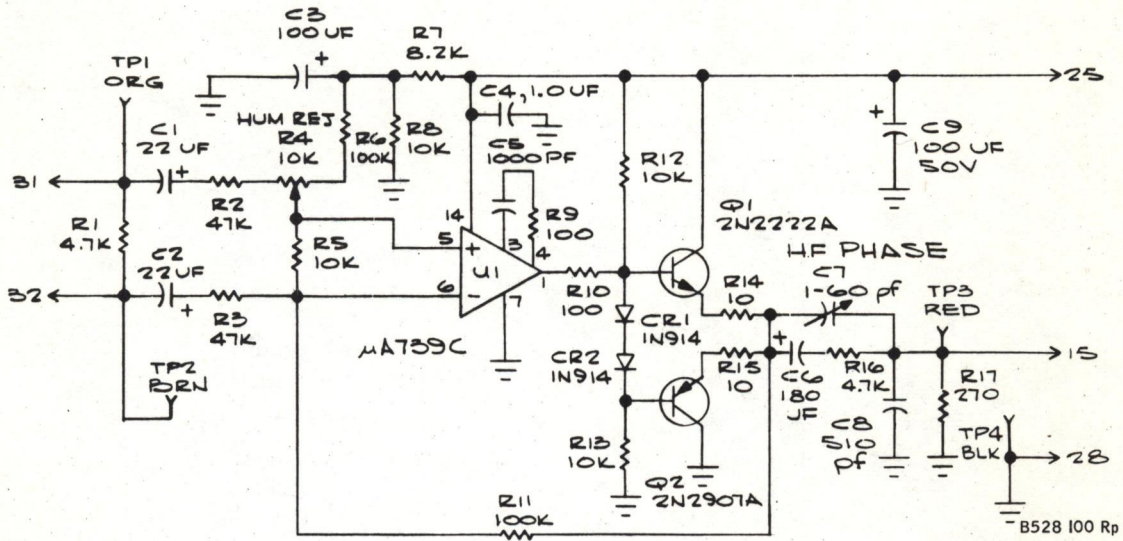 C3
100 UF
+
R7
8.2K
TP1
ORG
25
C4, 1.0 UF
HUM REJ
R4
10K
R6
100K
R8
10K
C5
1000 PF
C1
22 UF
+
R12
10K
+
C9
100 UF
50V
31
R2
47K
14
R9
100
Q1
2N2222A
R1
4.7K
R5
10K
5
+
3
4
HF PHASE
C7
1-60 pf
C2
22 UF
U1
R14
10
TP3
RED
32
6
-
1
7
R10
100
+
R3
47K
CR1
1N914
+
15
μA739C
CR2
1N914
R15
10
C6
180
UF
R16
4.7K
R17
270
TP2
BRN
C8
510
pf
TP4
BLK
R13
10K
28
Q2
2N2907A
R11
100K
B528 100 Rp